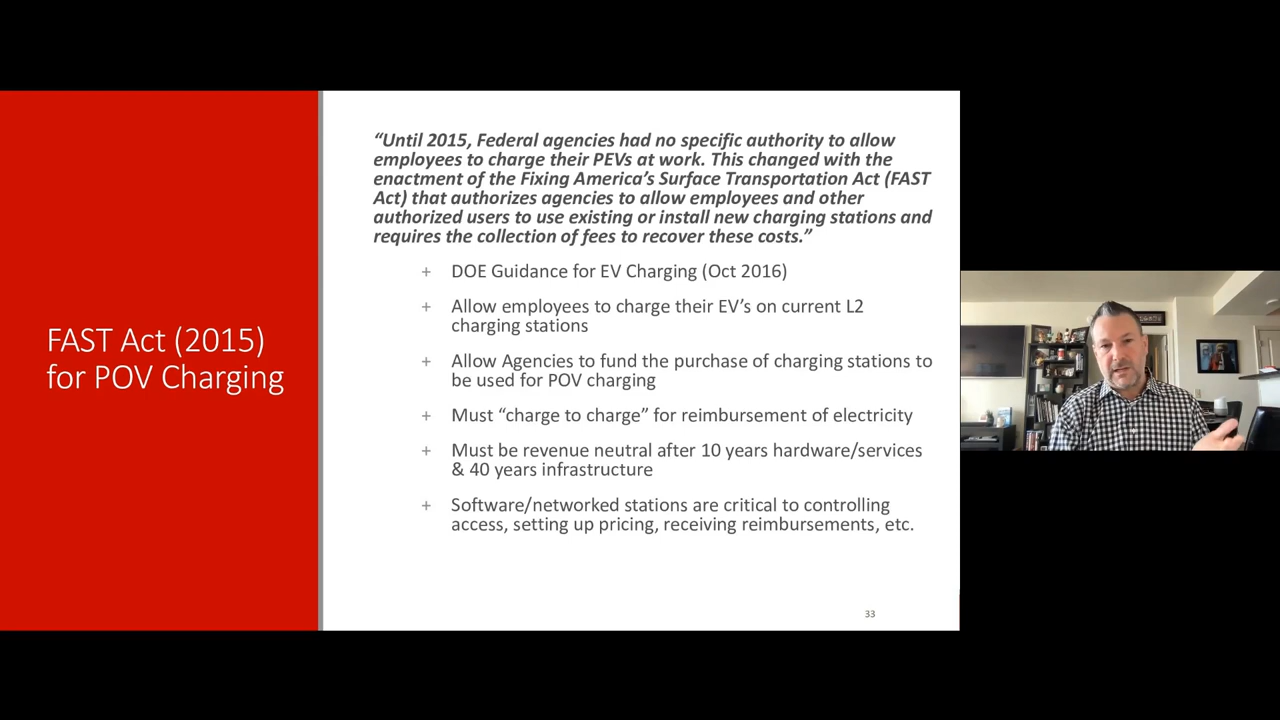 FAST Act (2015)
for POV Charging
“Until 2015, Federal agencies had no specific authority to allow
employees to charge their PEVs at work. This changed with the
enactment of the Fixing America’s Surface Transportation Act (FAST
Act) that authorizes agencies to allow employees and other
authorized users to use existing or install new charging stations and
requires the collection of fees to recover these costs.”
+ DOE Guidance for EV Charging (Oct 2016)
+ Allow employees to charge their EV’s on current L2
charging stations
+ Allow Agencies to fund the purchase of charging stations to
be used for POV charging
+ Must “charge to charge” for reimbursement of electricity
+ Must be revenue neutral after 10 years hardware/services
& 40 years infrastructure
+ Software/networked stations are critical to controlling
access, setting up pricing, receiving reimbursements, etc.
33